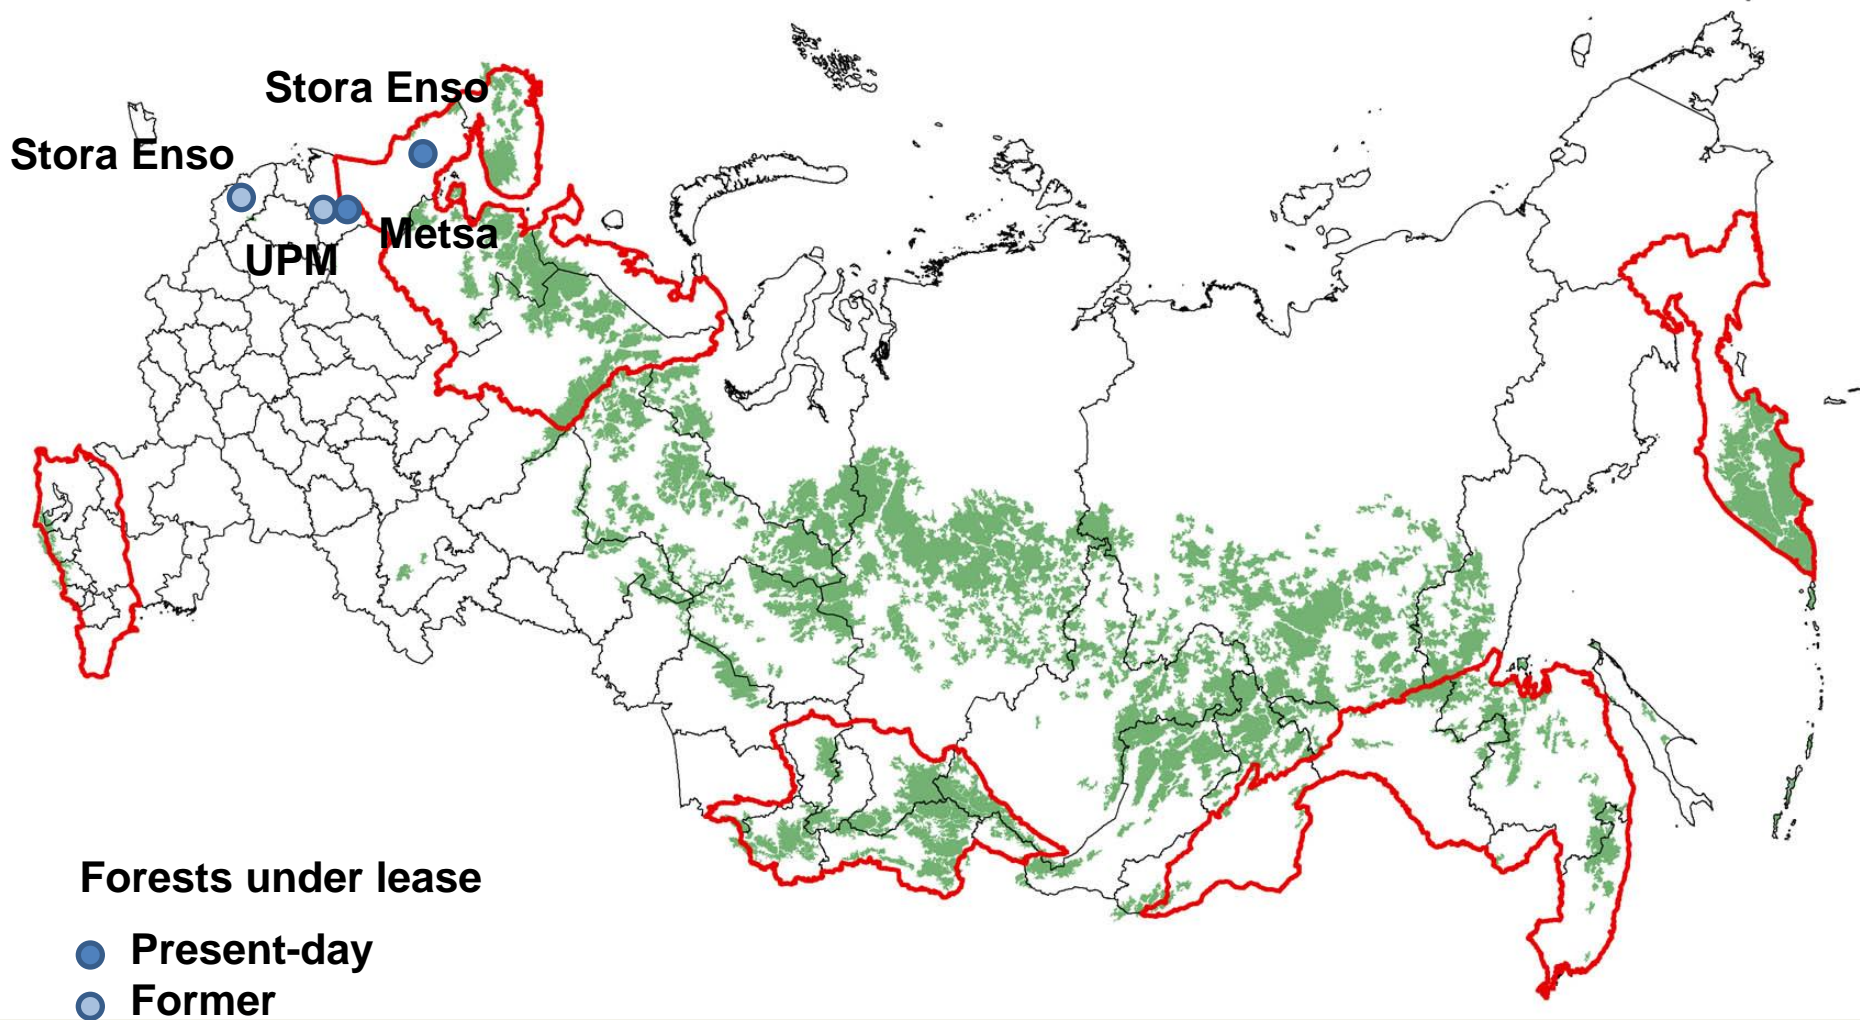 Stora Enso
Stora Enso
Metsa
UPM
Forests under lease
Present-day
Former